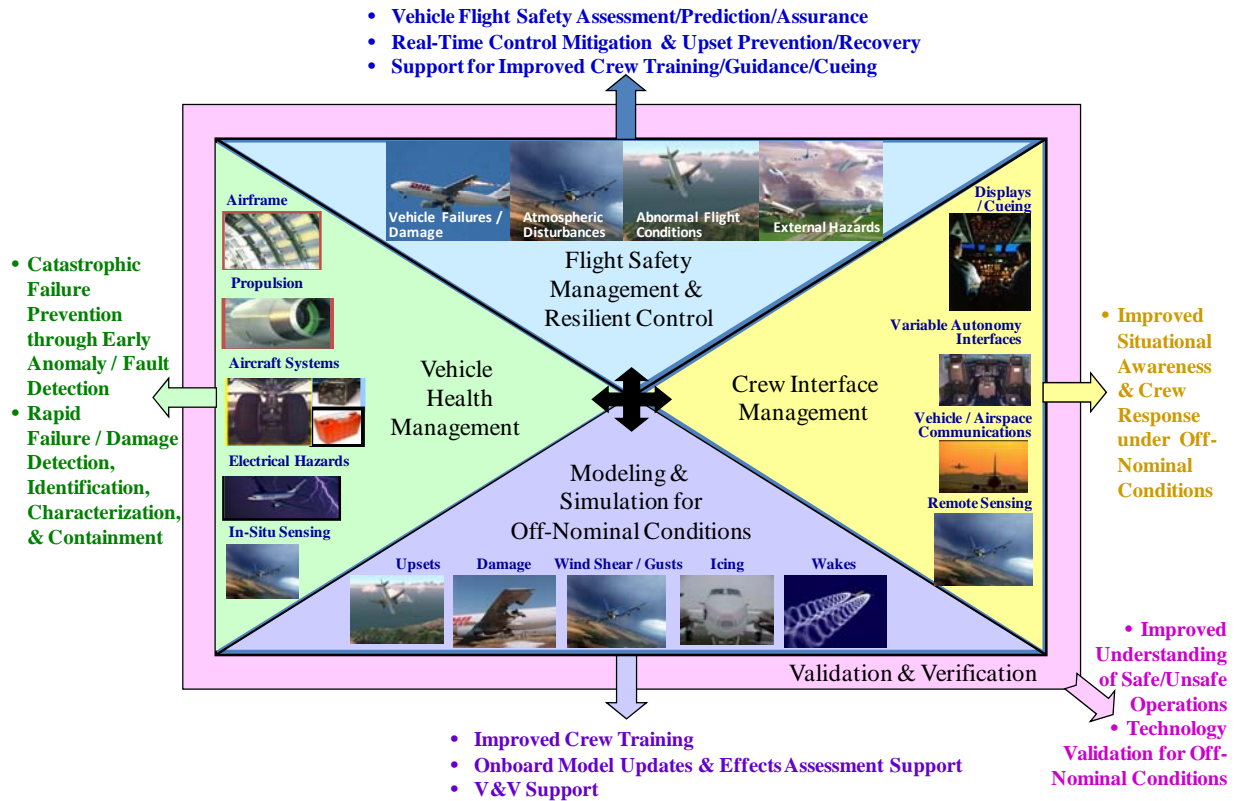 • Vehicle Flight Safety Assessment/Prediction/Assurance
• Real-Time Control Mitigation & Upset Prevention/Recovery
• Support for Improved Crew Training/Guidance/Cueing
DHL
Vehicle Failures /
Damage
Atmospheric
Disturbances
Abnormal Flight
Conditions
External Hazards
Flight Safety
Management &
Resilient Control
Airframe
Propulsion
Aircraft Systems
Electrical Hazards
In-Situ Sensing
Vehicle
Health
Management
• Catastrophic
Failure
Prevention
through Early
Anomaly / Fault
Detection
• Rapid
Failure / Damage
Detection,
Identification,
Characterization,
& Containment
Displays
/ Cueing
Variable Autonomy
Interfaces
Vehicle / Airspace
Communications
Remote Sensing
Crew Interface
Management
• Improved
Situational
Awareness
& Crew
Response
under Off-
Nominal
Conditions
Modeling &
Simulation for
Off-Nominal Conditions
Upsets
Damage
Wind Shear / Gusts
Icing
Wakes
Validation & Verification
• Improved
Understanding
of Safe/Unsafe
Operations
• Technology
Validation for Off-
Nominal Conditions
• Improved Crew Training
• Onboard Model Updates & Effects Assessment Support
• V&V Support